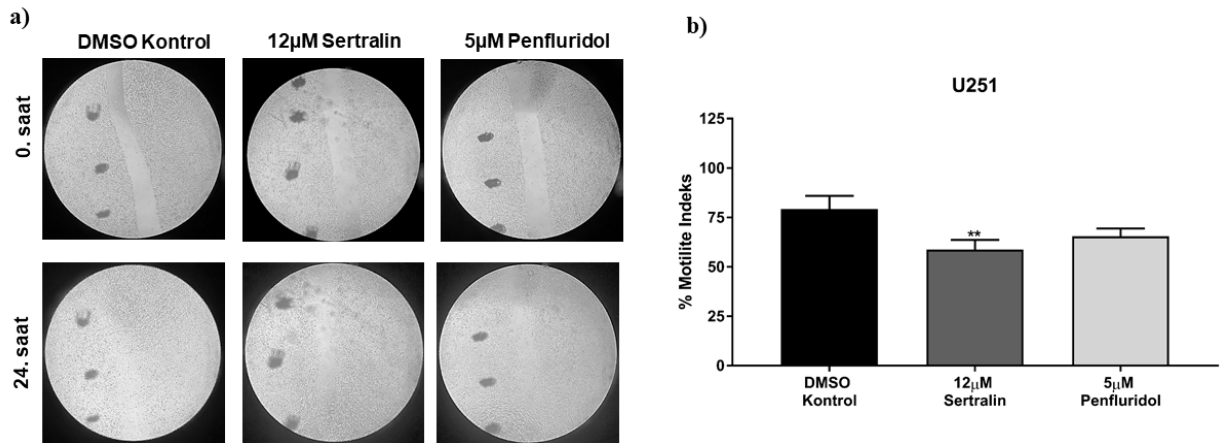 a)
DMSO Kontrol
12µM Sertralin
5µM Penfluridol
0. saat
24. saat
b)
U251
% Motilite Indeks
125
100
75
50
25
0
**
DMSO
Kontrol
12µM
Sertralin
5µM
Penfluridol